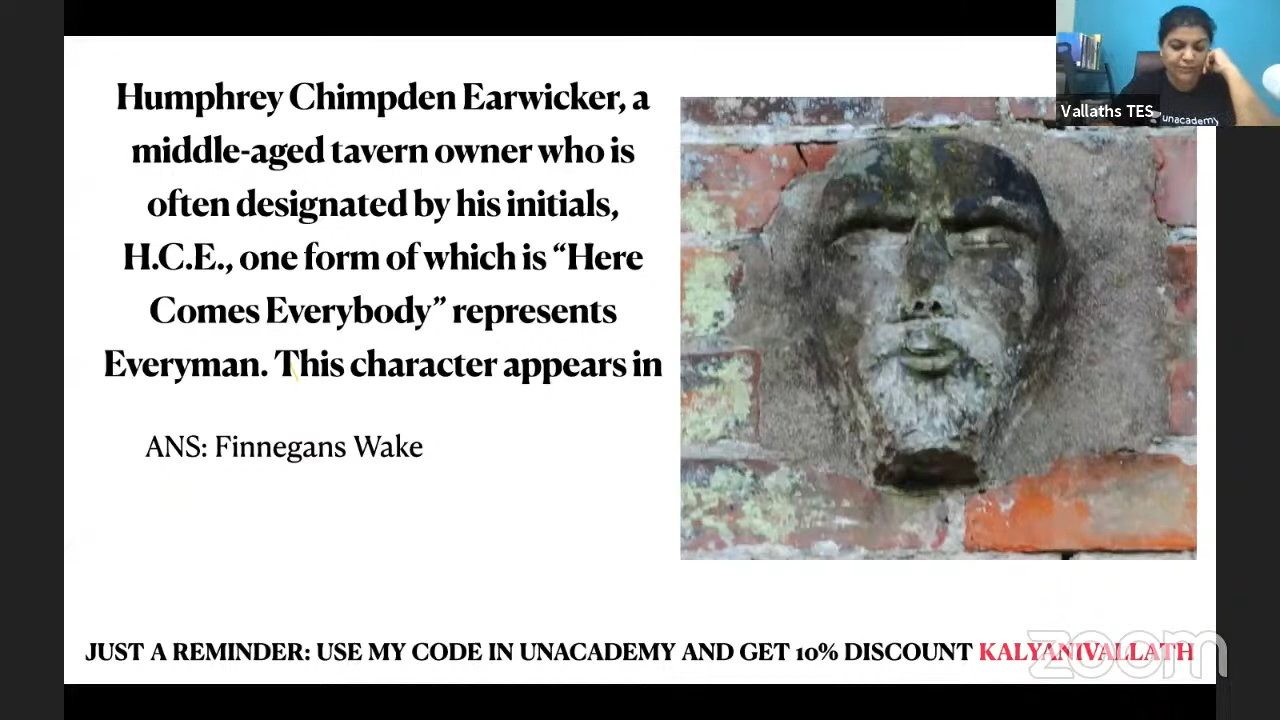 Humphrey Chimpden Earwicker, a
middle-aged tavern owner who is
often designated by his initials,
H.C.E., one form of which is “Here
Comes Everybody” represents
Everyman. This character appears in
ANS: Finnegans Wake
Vallaths TES
unacademy
JUST A REMINDER: USE MY CODE IN UNACADEMY AND GET 10% DISCOUNT KALYANIVALLATH
zoom